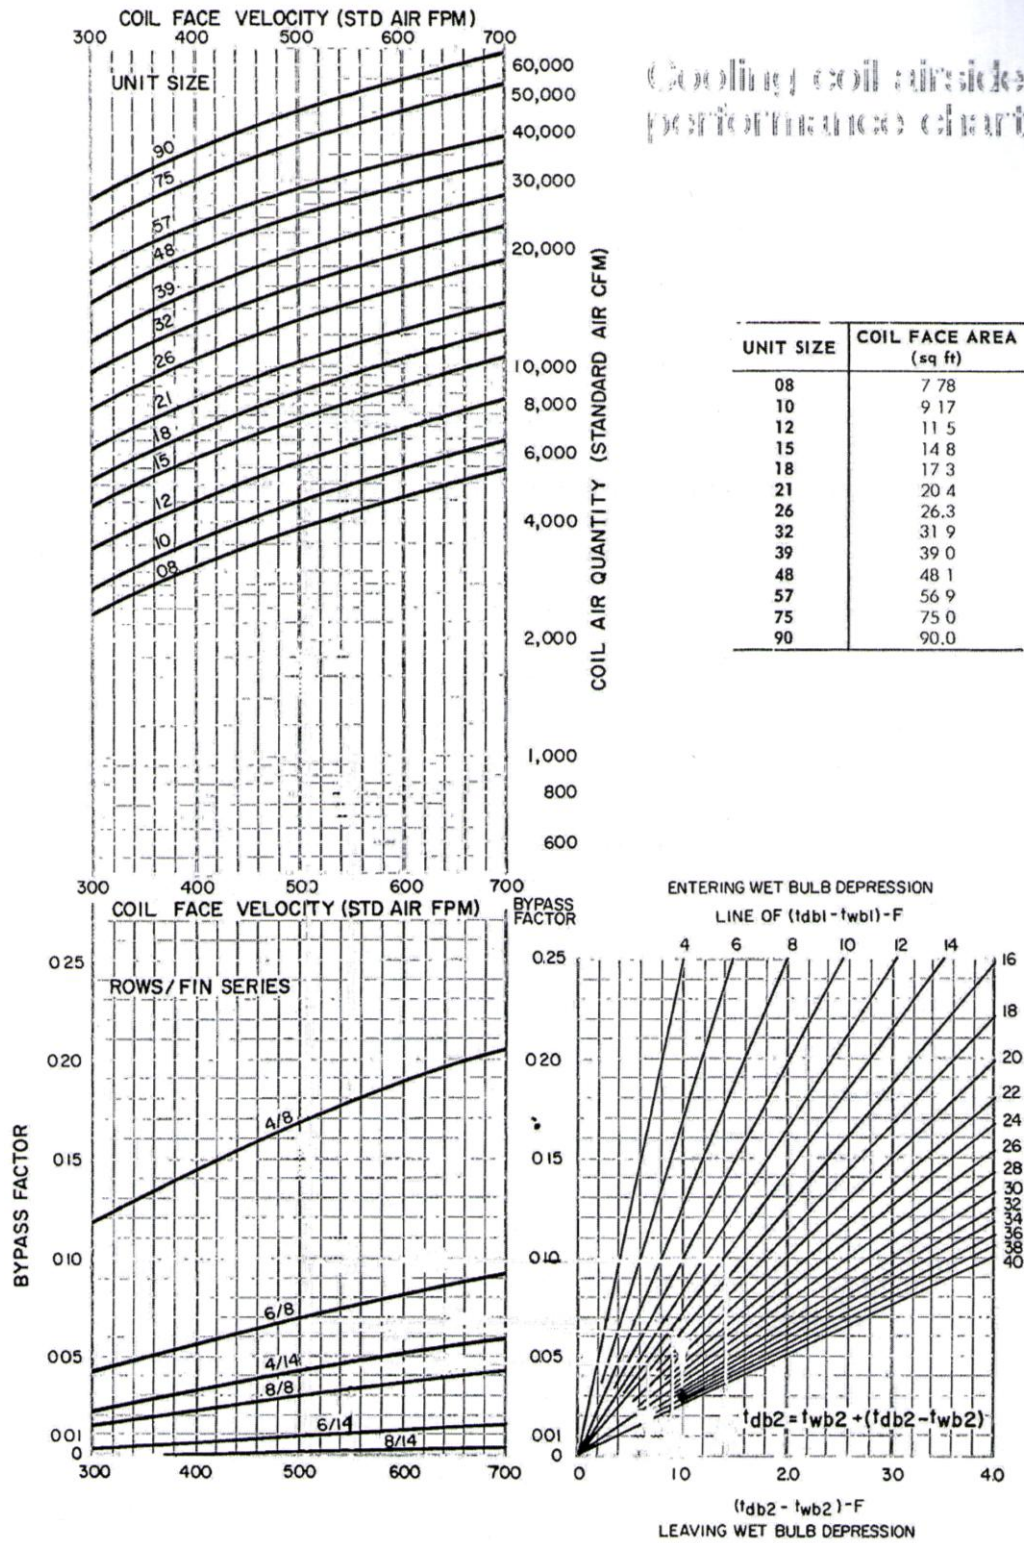 COIL FACE VELOCITY (STD AIR FPM)
300 400 500 600 700
UNIT SIZE
60,000
50,000
40,000
30,000
20,000
10,000
8,000
6,000
4,000
2,000
1,000
800
600
90
75
57
48
39
32
26
21
18
15
12
10
08
COIL AIR QUANTITY (STANDARD AIR CFM)
300 400 500 600 700
COIL FACE VELOCITY (STD AIR FPM)
Cooling coil airside
performance chart
UNIT SIZE COIL FACE AREA
(sq ft)
08 7 78
10 9 17
12 11 5
15 14 8
18 17 3
21 20 4
26 26.3
32 31 9
39 39 0
48 48 1
57 56 9
75 75 0
90 90.0
ROWS/FIN SERIES
BYPASS FACTOR
0 25
0 20
0 15
0 10
0 05
0 01
0
4/8
6/8
4/14
8/8
6/14
8/14
300 400 500 600 700
ENTERING WET BULB DEPRESSION
LINE OF (tdb1-twb1)-F
BYPASS
FACTOR
4 6 8 10 12 14 16
18
20
22
24
26
28
30
32
34
36
38
40
0.25
0 20
0 15
0.10
0 05
0 01
0
tdb2=twb2+(tdb2-twb2)
0 1.0 2.0 3.0 4.0
(tdb2 - twb2)-F
LEAVING WET BULB DEPRESSION